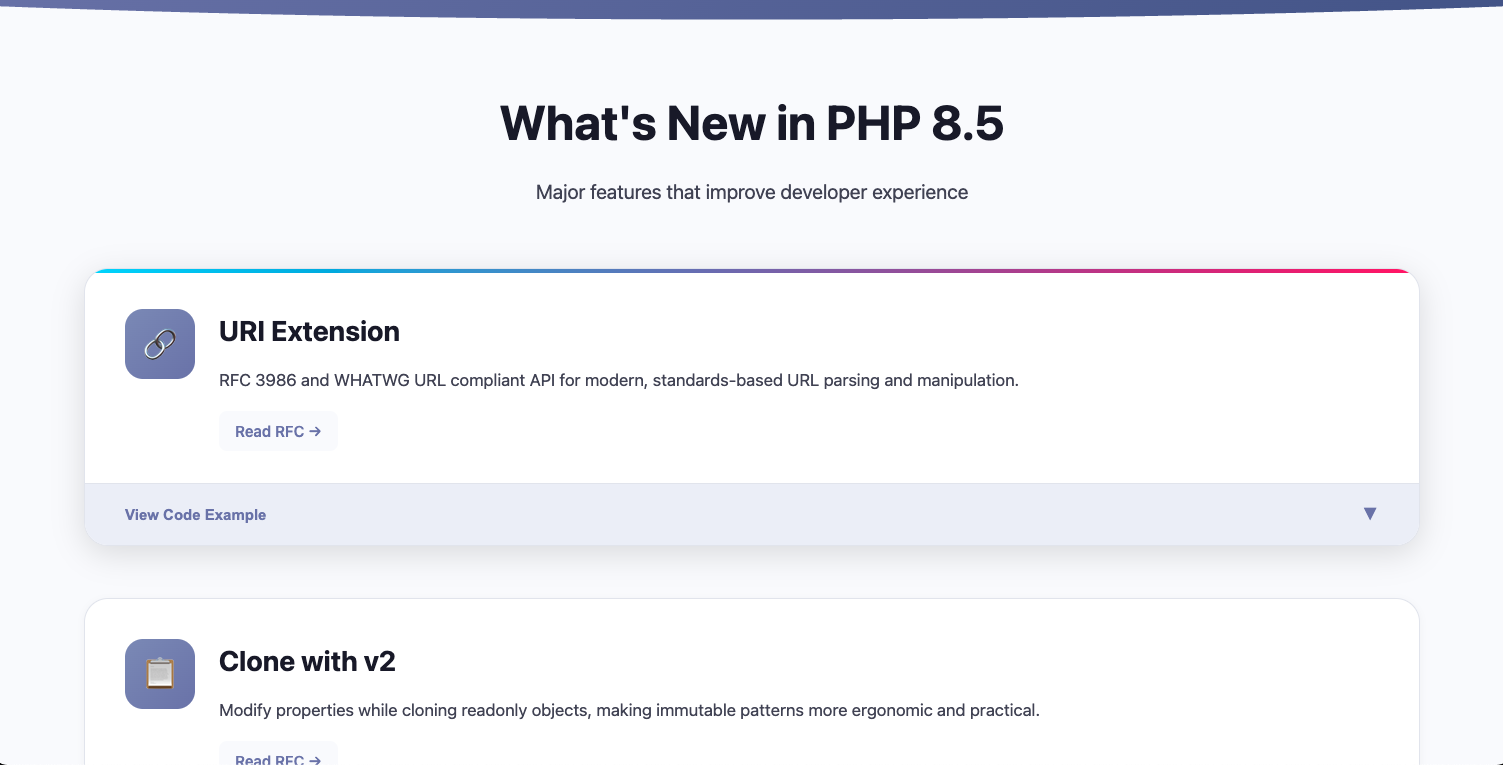 What's New in PHP 8.5
Major features that improve developer experience
URI Extension
RFC 3986 and WHATWG URL compliant API for modern, standards-based URL parsing and manipulation.
Read RFC →
View Code Example ▼
Clone with v2
Modify properties while cloning readonly objects, making immutable patterns more ergonomic and practical.
Read RFC →